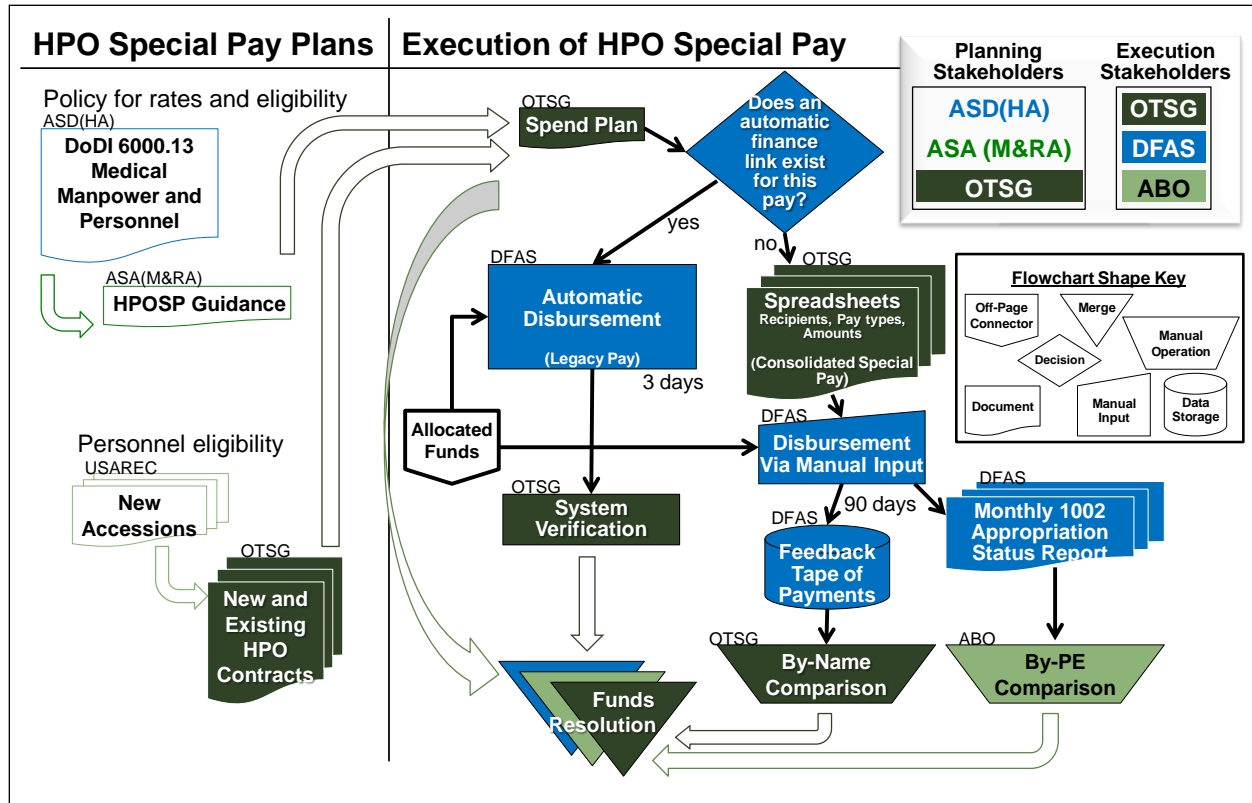 HPO Special Pay Plans
Policy for rates and eligibility
ASD(HA)
DoDI 6000.13
Medical
Manpower and
Personnel
ASA(M&RA)
HPOSP Guidance
Personnel eligibility
USAREC
New
Accessions
OTSG
New and
Existing
HPO
Contracts
Execution of HPO Special Pay
OTSG
Spend Plan
Does an
automatic
finance
link exist
for this
pay?
yes
no
DFAS
Automatic
Disbursement
(Legacy Pay)
3 days
OTSG
Spreadsheets
Recipients, Pay types,
Amounts
(Consolidated Special
Pay)
Allocated
Funds
DFAS
Disbursement
Via Manual Input
OTSG
System
Verification
90 days
DFAS
Feedback
Tape of
Payments
DFAS
Monthly 1002
Appropriation
Status Report
OTSG
By-Name
Comparison
ABO
By-PE
Comparison
Funds
Resolution
Planning
Stakeholders
ASD(HA)
ASA (M&RA)
OTSG
Execution
Stakeholders
OTSG
DFAS
ABO
Flowchart Shape Key
Off-Page
Connector
Merge
Manual
Operation
Decision
Document
Manual
Input
Data
Storage